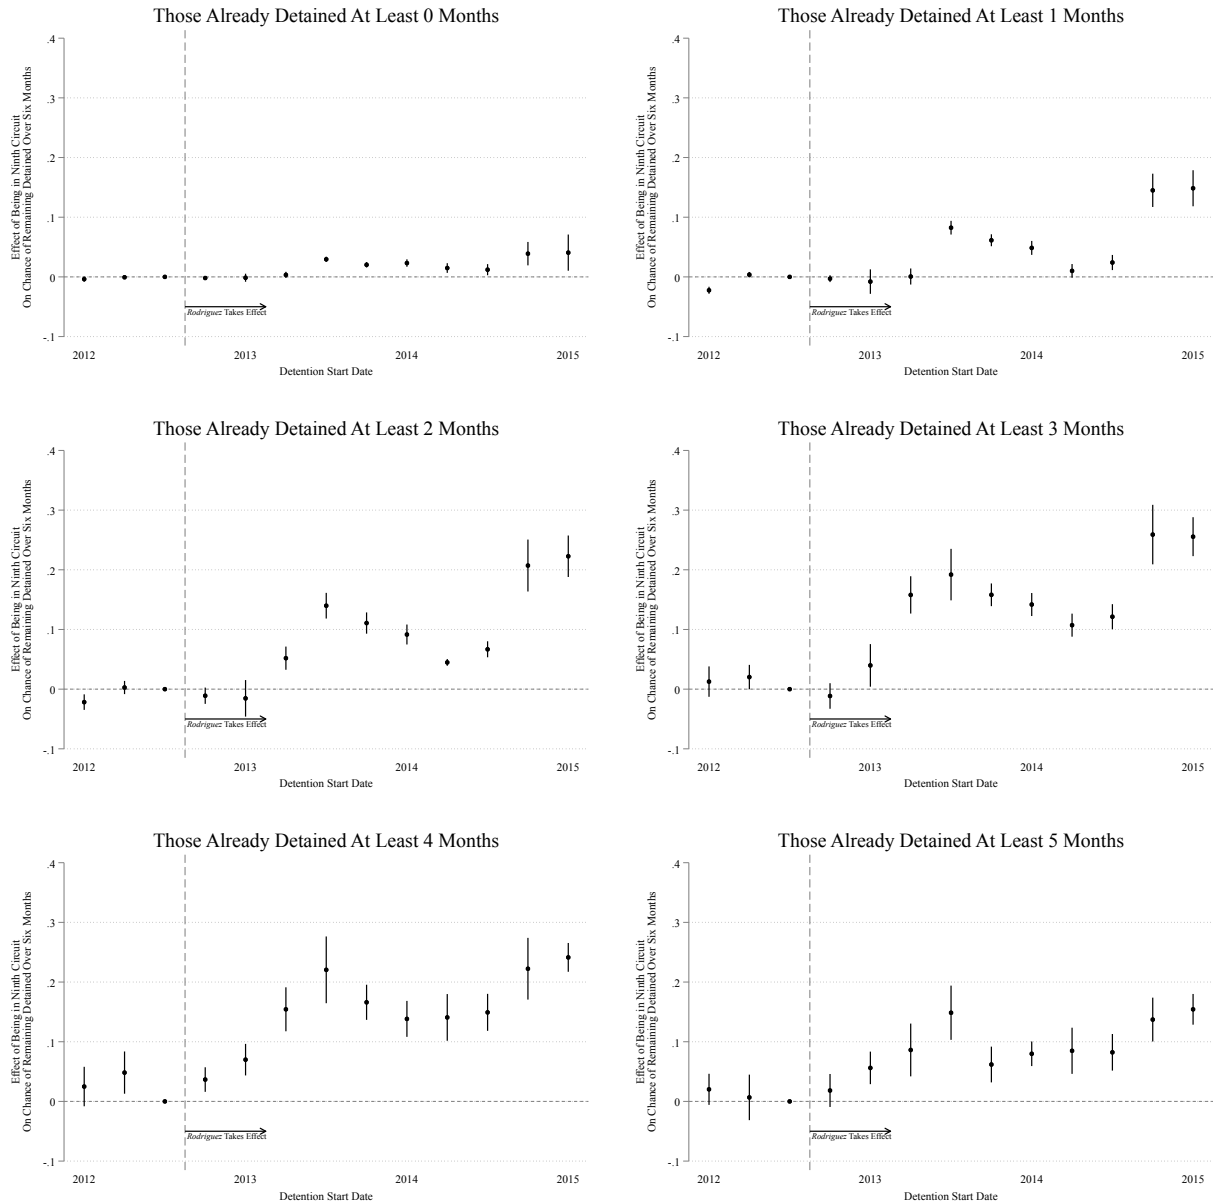 Those Already Detained At Least 0 Months
Effect of Being in Ninth Circuit
On Chance of Remaining Detained Over Six Months
.4
.3
.2
.1
0
-.1
Rodriguez Takes Effect
2012
2013
2014
2015
Detention Start Date
Those Already Detained At Least 1 Months
Effect of Being in Ninth Circuit
On Chance of Remaining Detained Over Six Months
.4
.3
.2
.1
0
-.1
Rodriguez Takes Effect
2012
2013
2014
2015
Detention Start Date
Those Already Detained At Least 2 Months
Effect of Being in Ninth Circuit
On Chance of Remaining Detained Over Six Months
.4
.3
.2
.1
0
-.1
Rodriguez Takes Effect
2012
2013
2014
2015
Detention Start Date
Those Already Detained At Least 3 Months
Effect of Being in Ninth Circuit
On Chance of Remaining Detained Over Six Months
.4
.3
.2
.1
0
-.1
Rodriguez Takes Effect
2012
2013
2014
2015
Detention Start Date
Those Already Detained At Least 4 Months
Effect of Being in Ninth Circuit
On Chance of Remaining Detained Over Six Months
.4
.3
.2
.1
0
-.1
Rodriguez Takes Effect
2012
2013
2014
2015
Detention Start Date
Those Already Detained At Least 5 Months
Effect of Being in Ninth Circuit
On Chance of Remaining Detained Over Six Months
.4
.3
.2
.1
0
-.1
Rodriguez Takes Effect
2012
2013
2014
2015
Detention Start Date